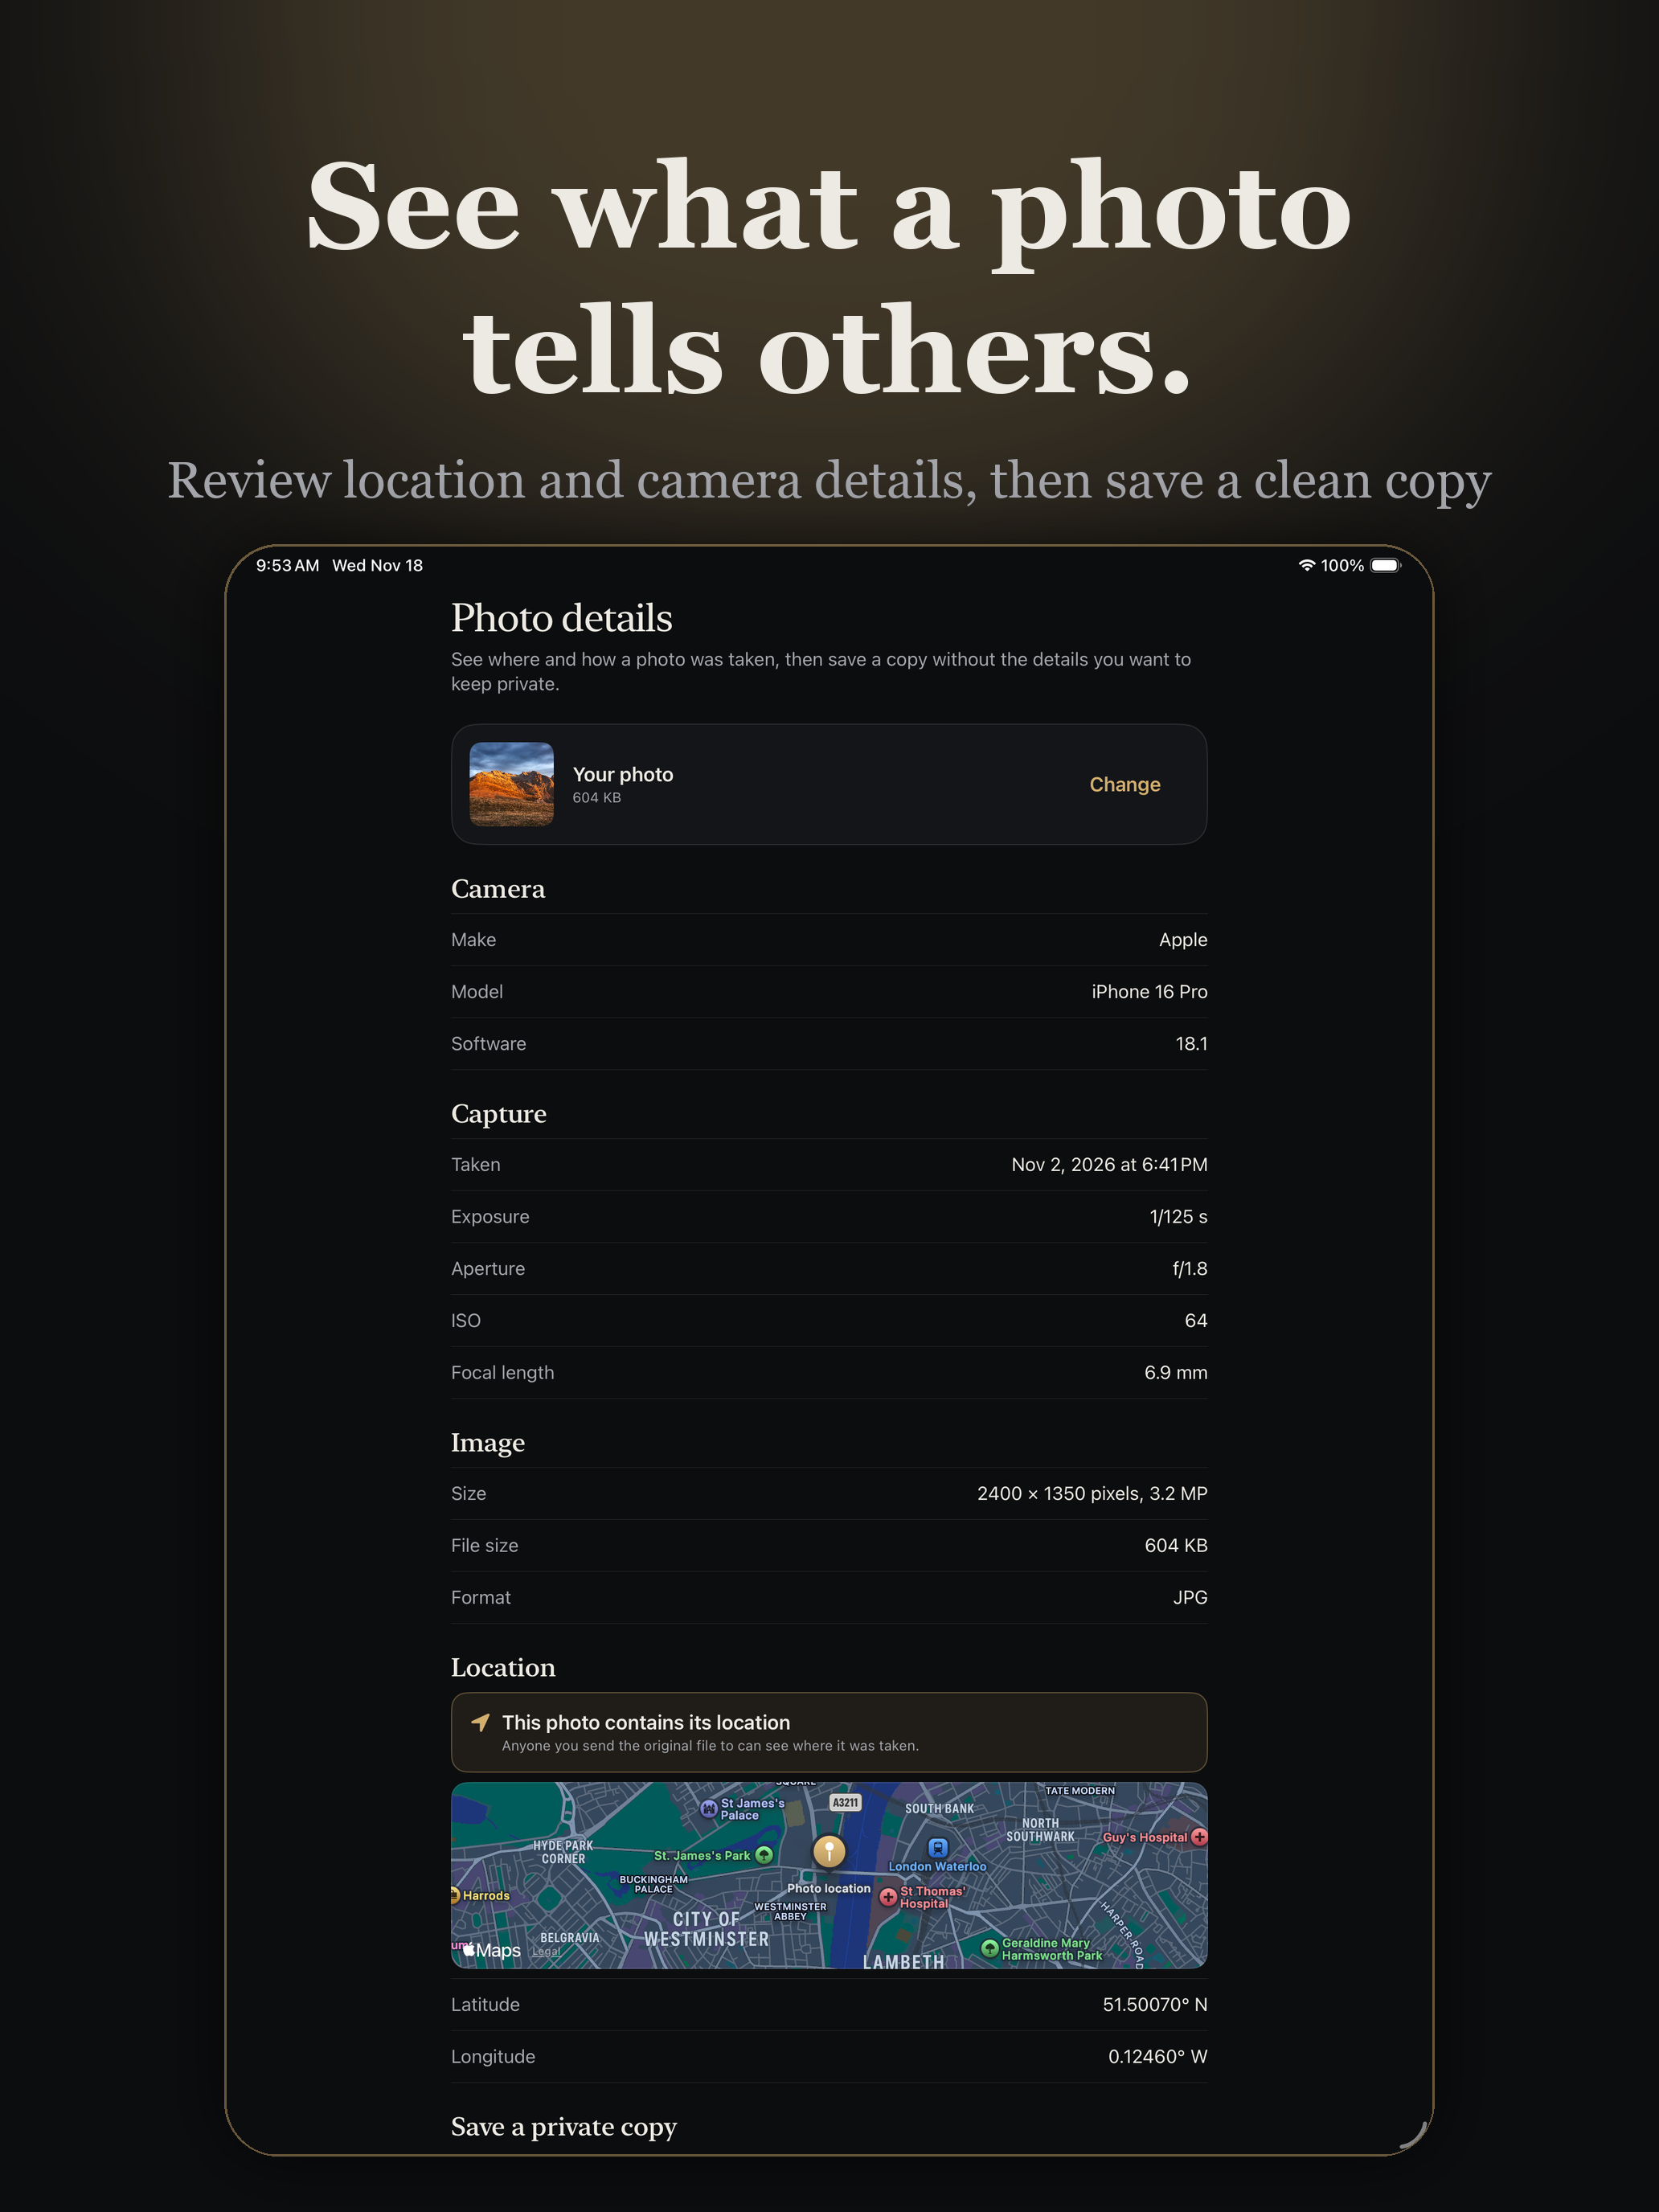 See what a photo
tells others.
Review location and camera details, then save a clean copy
9:53 AM Wed Nov 18
100%
Photo details
See where and how a photo was taken, then save a copy without the details you want to
keep private.
Your photo
604 KB
Change
Camera
Make Apple
Model iPhone 16 Pro
Software 18.1
Capture
Taken Nov 2, 2026 at 6:41 PM
Exposure 1/125 s
Aperture f/1.8
ISO 64
Focal length 6.9 mm
Image
Size 2400 × 1350 pixels, 3.2 MP
File size 604 KB
Format JPG
Location
This photo contains its location
Anyone you send the original file to can see where it was taken.
SQUARE
TATE MODERN
St James's
Palace
A3211
SOUTH BANK
NORTH
SOUTHWARK
Guy's Hospital
HYDE PARK
CORNER
St. James's Park
London Waterloo
BUCKINGHAM
PALACE
Photo location
Harrods
St Thomas'
Hospital
WESTMINSTER
ABBEY
CITY OF
WESTMINSTER
HARPER ROAD
BELGRAVIA
Maps
Legal
Geraldine Mary
Harmsworth Park
LAMBETH
Latitude 51.50070° N
Longitude 0.12460° W
Save a private copy